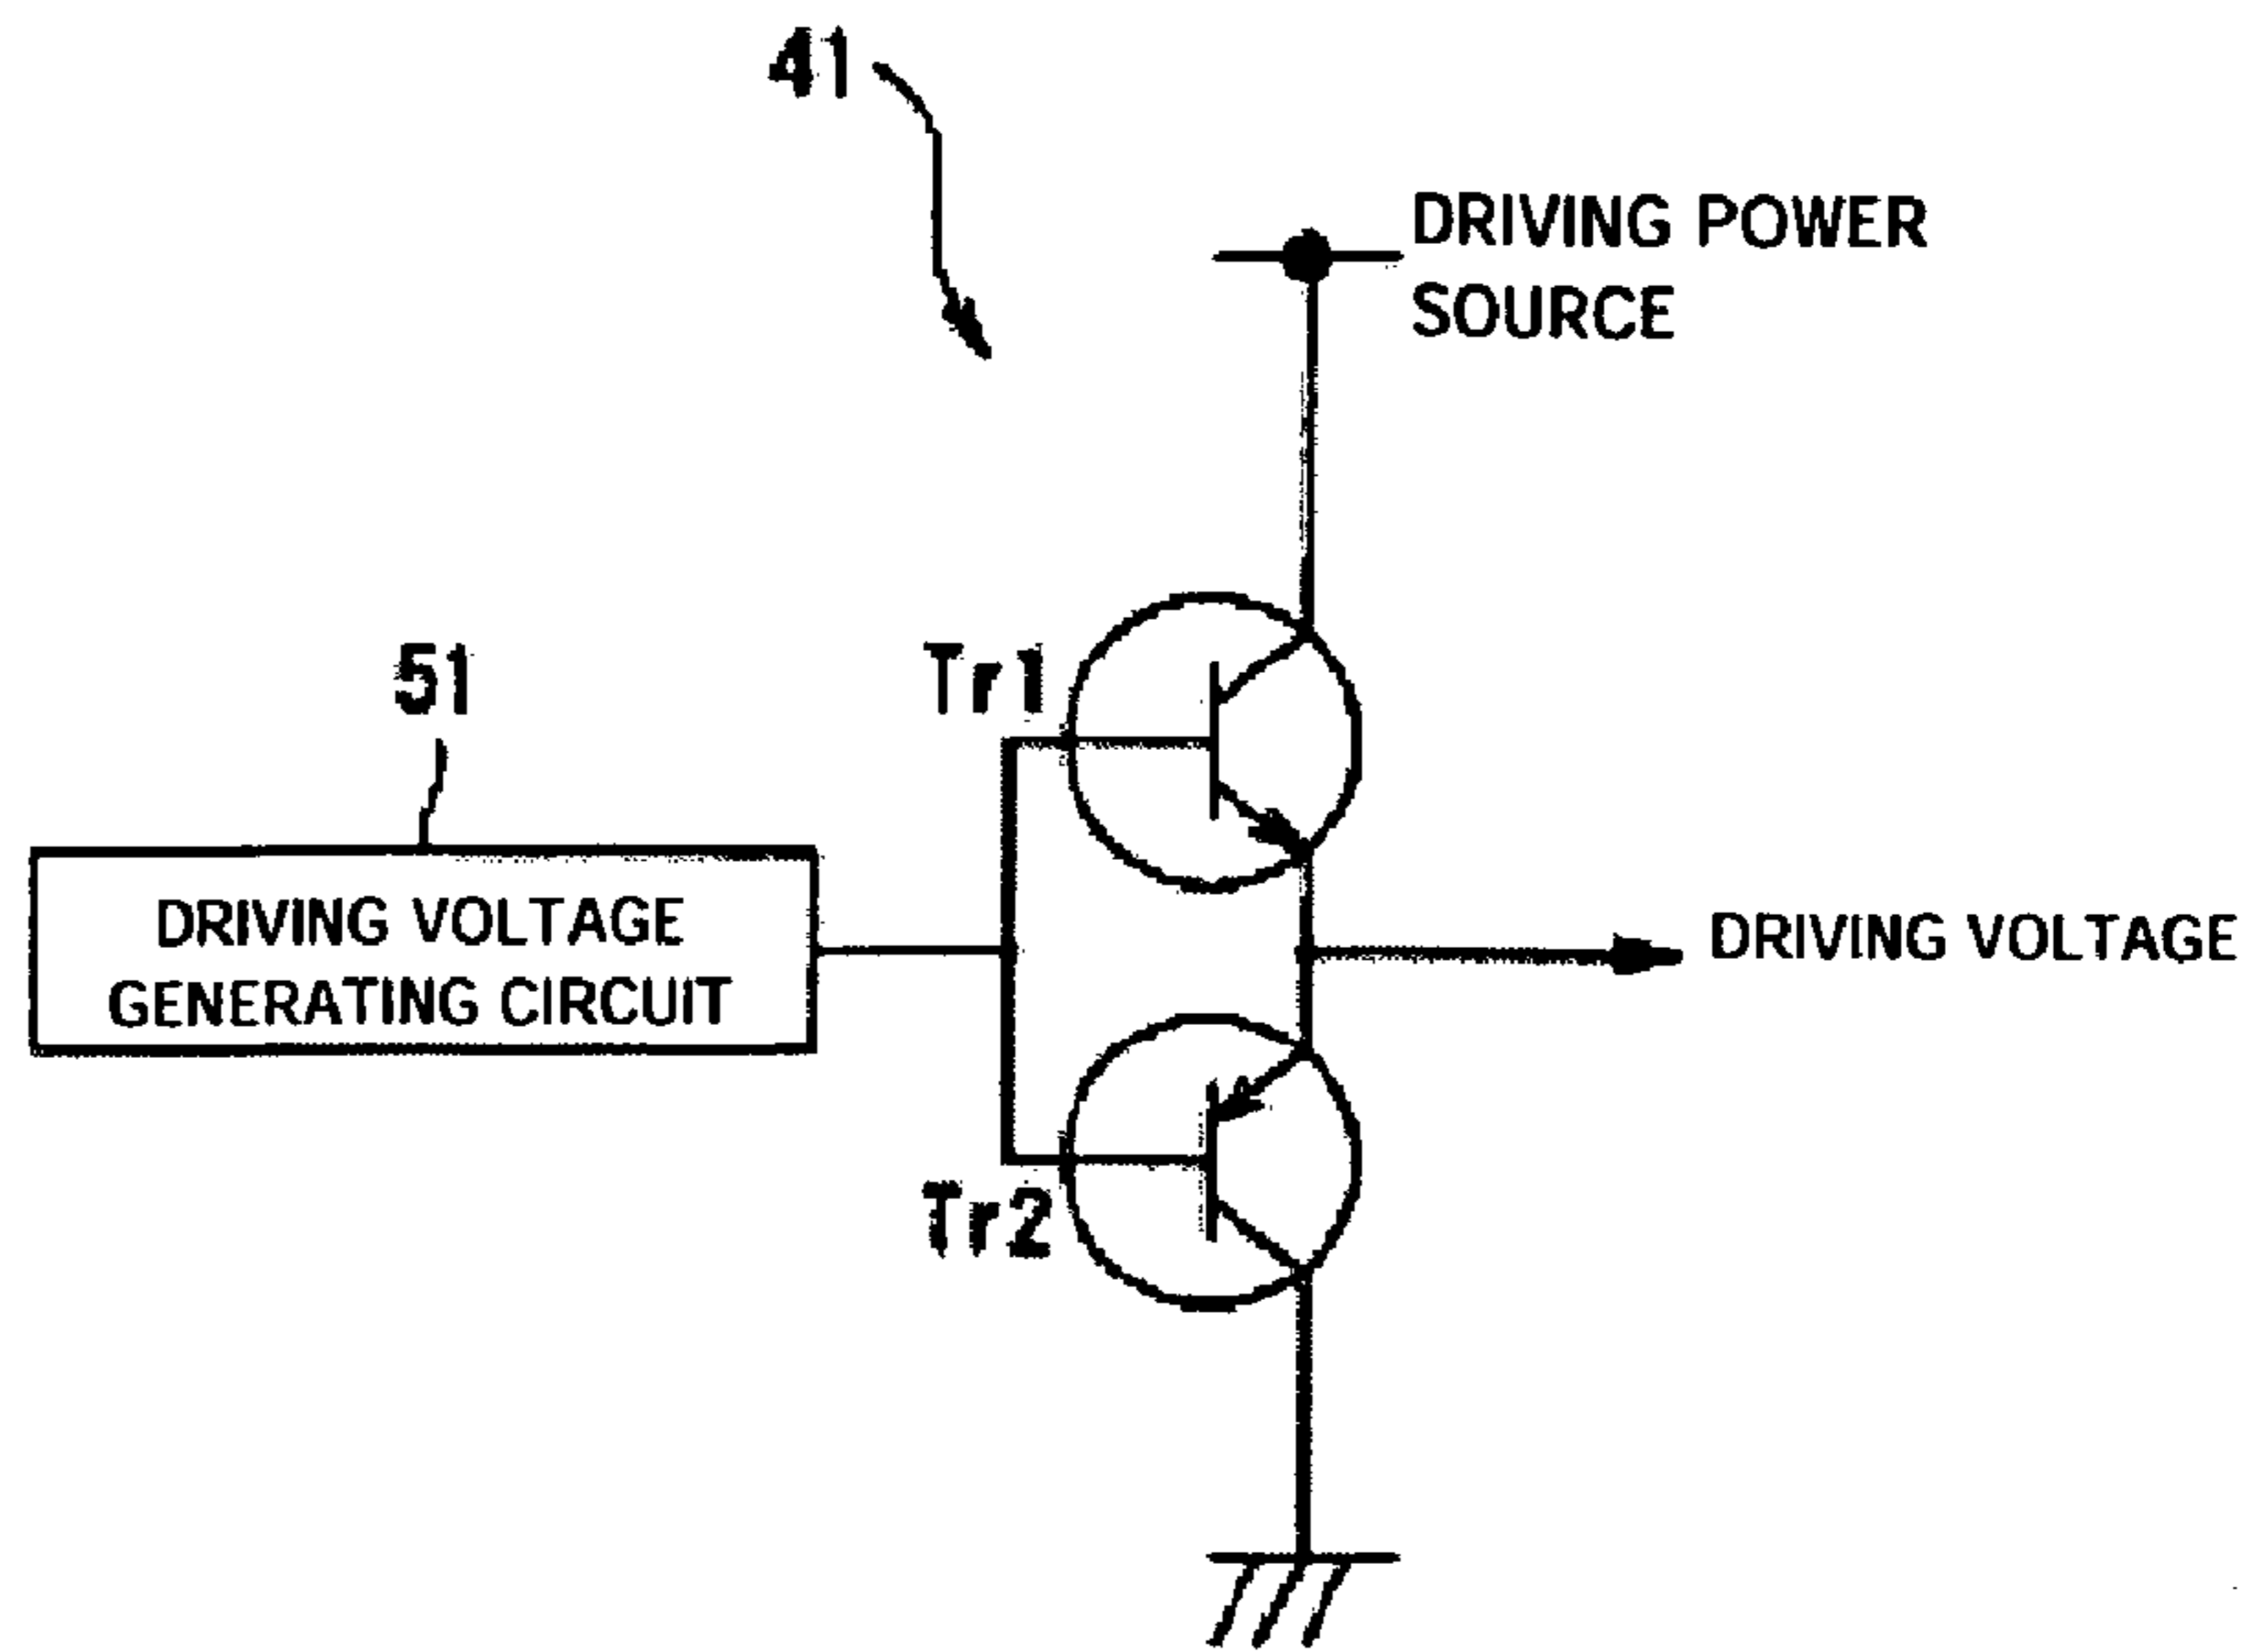 41
DRIVING POWER
SOURCE
51
Tr1
DRIVING VOLTAGE
GENERATING CIRCUIT
DRIVING VOLTAGE
Tr2